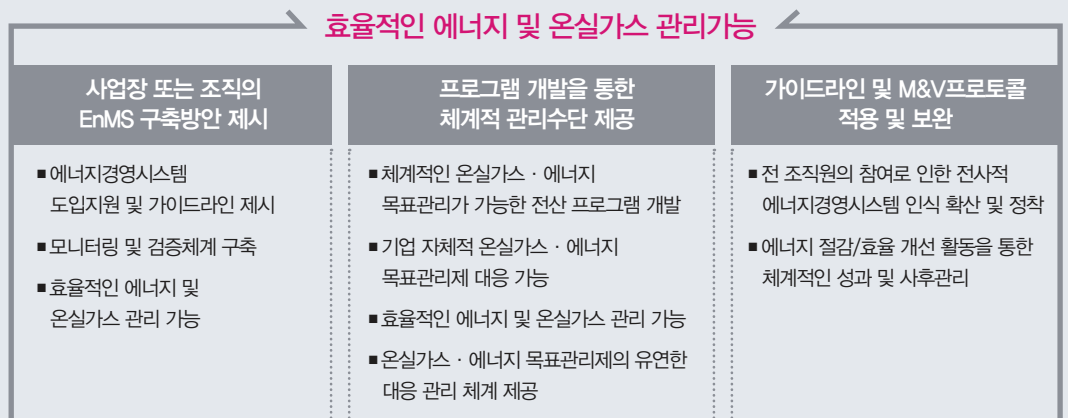 효율적인 에너지 및 온실가스 관리가능
사업장 또는 조직의
EnMS 구축방안 제시
■ 에너지경영시스템
도입지원 및 가이드라인 제시
■ 모니터링 및 검증체계 구축
■ 효율적인 에너지 및
온실가스 관리 가능
프로그램 개발을 통한
체계적 관리수단 제공
■ 체계적인 온실가스 · 에너지
목표관리가 가능한 전산 프로그램 개발
■ 기업 자체적 온실가스 · 에너지
목표관리제 대응 가능
■ 효율적인 에너지 및 온실가스 관리 가능
■ 온실가스 · 에너지 목표관리제의 유연한
대응 관리 체계 제공
가이드라인 및 M&V프로토콜
적용 및 보완
■ 전 조직원의 참여로 인한 전사적
에너지경영시스템 인식 확산 및 정착
■ 에너지 절감/효율 개선 활동을 통한
체계적인 성과 및 사후관리